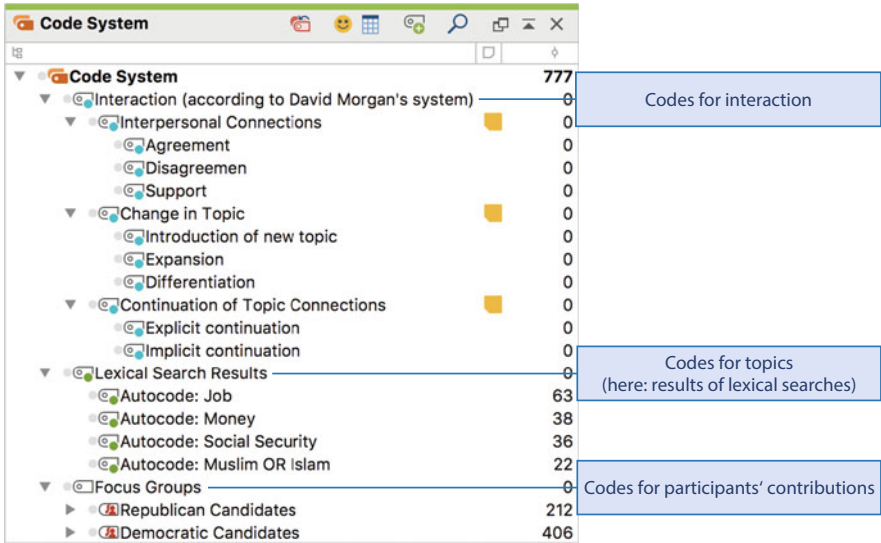 Code System
Code System 777
Interaction (according to David Morgan's system) 0
Codes for interaction
Interpersonal Connections 0
Agreement 0
Disagreemen 0
Support 0
Change in Topic 0
Introduction of new topic 0
Expansion 0
Differentiation 0
Continuation of Topic Connections 0
Explicit continuation 0
Implicit continuation 0
Lexical Search Results 0
Codes for topics
(here: results of lexical searches)
Autocode: Job 63
Autocode: Money 38
Autocode: Social Security 36
Autocode: Muslim OR Islam 22
Focus Groups 0
Codes for participants‘ contributions
Republican Candidates 212
Democratic Candidates 406